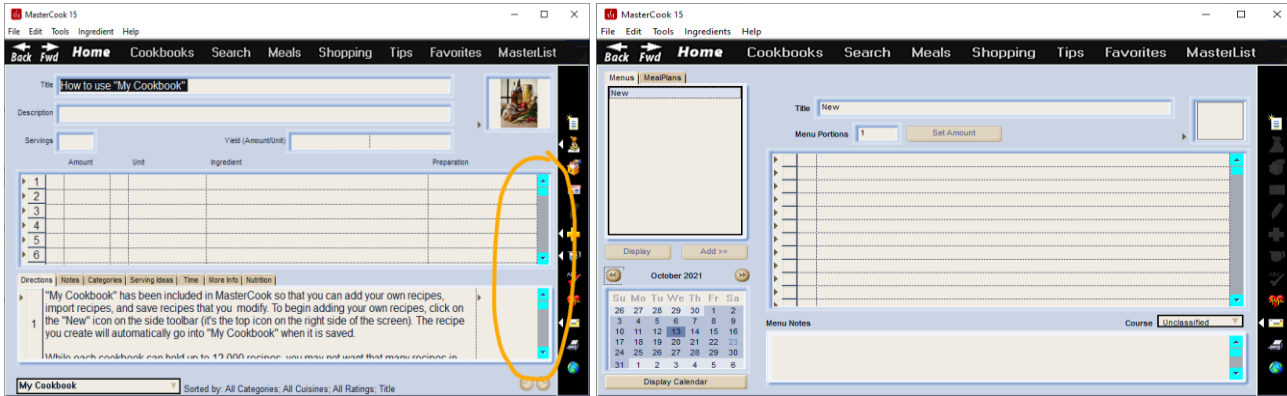 MasterCook 15
File Edit Tools Ingredient Help
Back Fwd Home Cookbooks Search Meals Shopping Tips Favorites MasterList
Title How to use "My Cookbook"
Description
Servings Yield (Amount/Unit)
Amount Unit Ingredient Preparation
1
2
3
4
5
6
Directions Notes Categories Serving Ideas Time More Info Nutrition
"My Cookbook" has been included in MasterCook so that you can add your own recipes,
import recipes, and save recipes that you modify. To begin adding your own recipes, click on
1 the "New" icon on the side toolbar (it's the top icon on the right side of the screen). The recipe
you create will automatically go into "My Cookbook" when it is saved.
While each cookbook can hold up to 12,000 recipes, you may not want that many recipes in
My Cookbook Sorted by: All Categories; All Cuisines; All Ratings; Title
MasterCook 15
File Edit Tools Ingredients Help
Back Fwd Home Cookbooks Search Meals Shopping Tips Favorites MasterList
Menus MealPlans
New
Title New
Menu Portions 1 Set Amount
Display Add >>
October 2021
Su Mo Tu We Th Fr Sa
26 27 28 29 30 1 2
3 4 5 6 7 8 9
10 11 12 13 14 15 16
17 18 19 20 21 22 23
24 25 26 27 28 29 30
31 1 2 3 4 5 6
Display Calendar
Menu Notes Course Unclassified